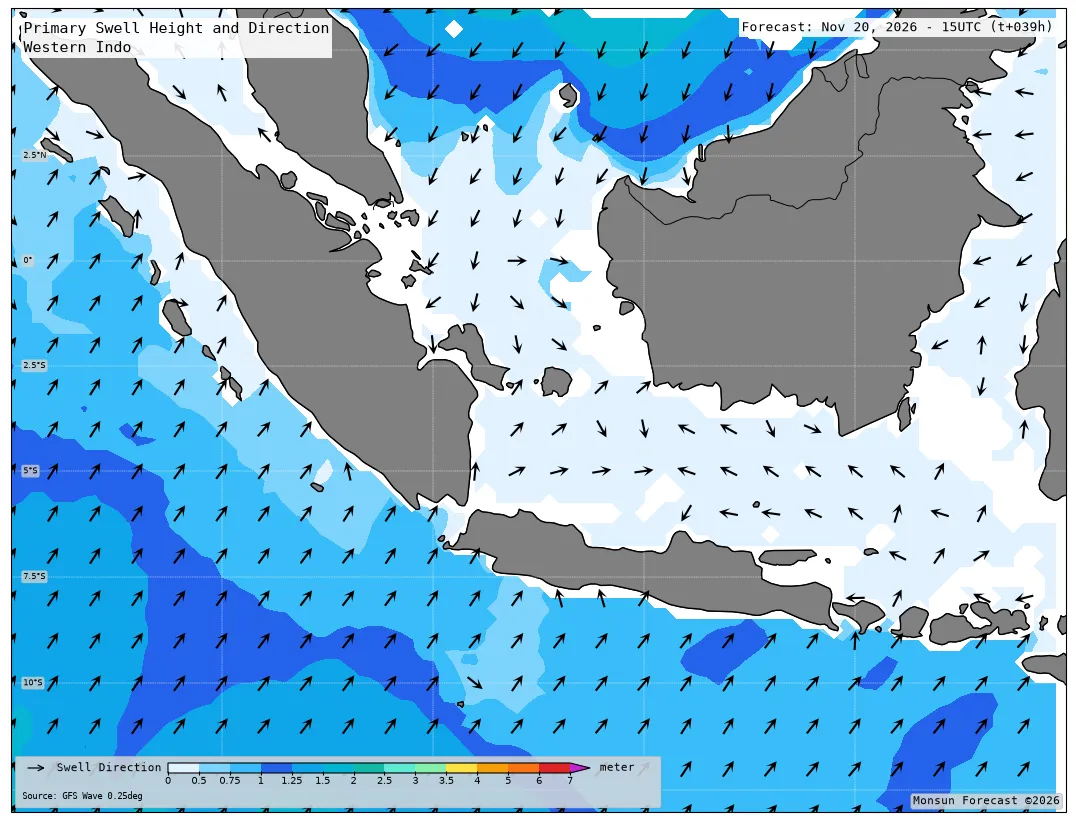 Primary Swell Height and Direction
Western Indo
Forecast: Nov 20, 2026 - 15UTC (t+039h)
2.5°N
0°
2.5°S
5°S
7.5°S
10°S
Swell Direction
0 0.5 0.75 1 1.25 1.5 2 2.5 3 3.5 4 5 6 7
meter
Source: GFS Wave 0.25deg
Monsun Forecast ©2026